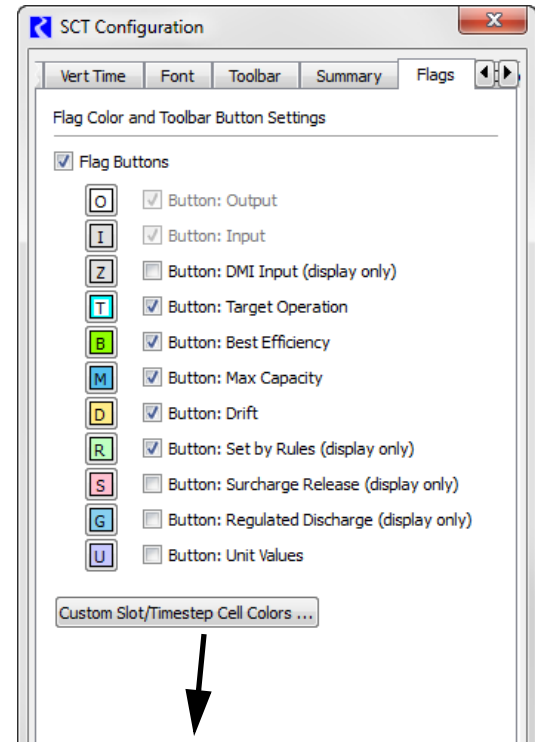 SCT Configuration
Vert Time Font Toolbar Summary Flags
Flag Color and Toolbar Button Settings
Flag Buttons
O Button: Output
I Button: Input
Z Button: DMI Input (display only)
T Button: Target Operation
B Button: Best Efficiency
M Button: Max Capacity
D Button: Drift
R Button: Set by Rules (display only)
S Button: Surcharge Release (display only)
G Button: Regulated Discharge (display only)
U Button: Unit Values
Custom Slot/Timestep Cell Colors ...